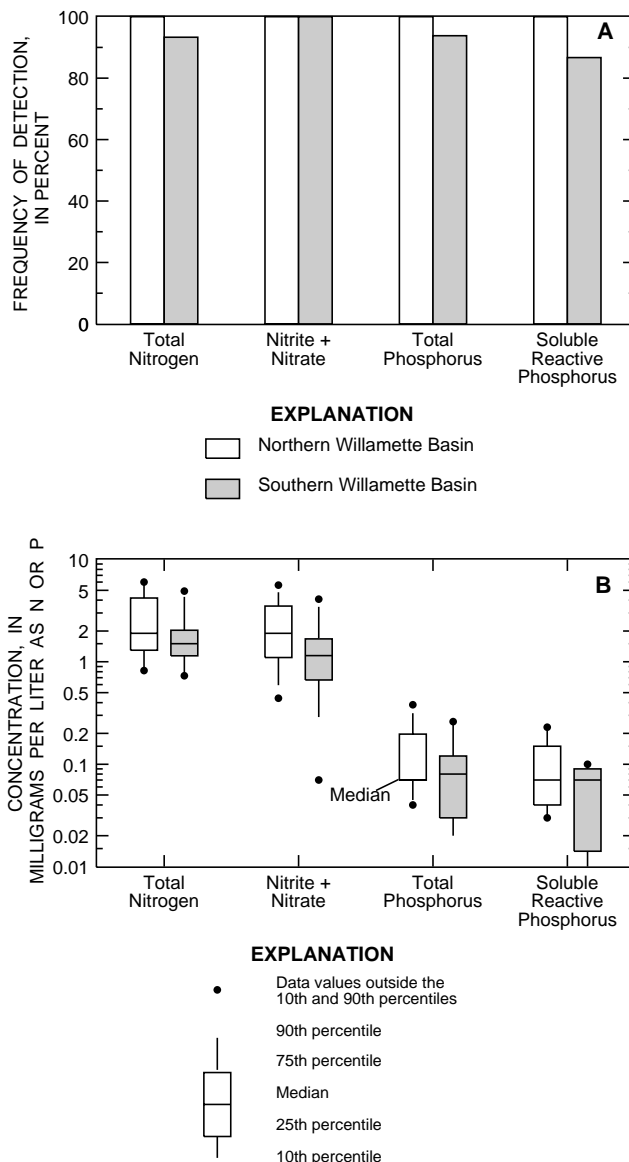 FREQUENCY OF DETECTION,
IN PERCENT
100
80
60
40
20
0
A
Total
Nitrogen
Nitrite +
Nitrate
Total
Phosphorus
Soluble
Reactive
Phosphorus
EXPLANATION
Northern Willamette Basin
Southern Willamette Basin
CONCENTRATION, IN
MILLIGRAMS PER LITER AS N OR P
10
5
2
1
0.5
0.2
0.1
0.05
0.02
0.01
B
Median
Total
Nitrogen
Nitrite +
Nitrate
Total
Phosphorus
Soluble
Reactive
Phosphorus
EXPLANATION
Data values outside the
10th and 90th percentiles
90th percentile
75th percentile
Median
25th percentile
10th percentile